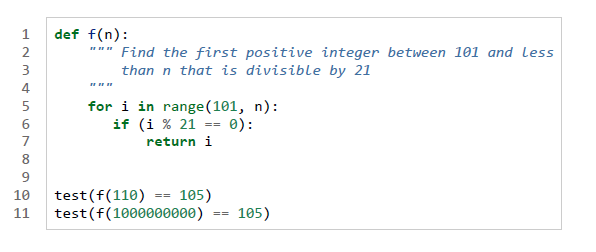 1 def f(n):
2 """ Find the first positive integer between 101 and less
3 than n that is divisible by 21
4 """
5 for i in range(101, n):
6 if (i % 21 == 0):
7 return i
8
9
10 test(f(110) == 105)
11 test(f(1000000000) == 105)